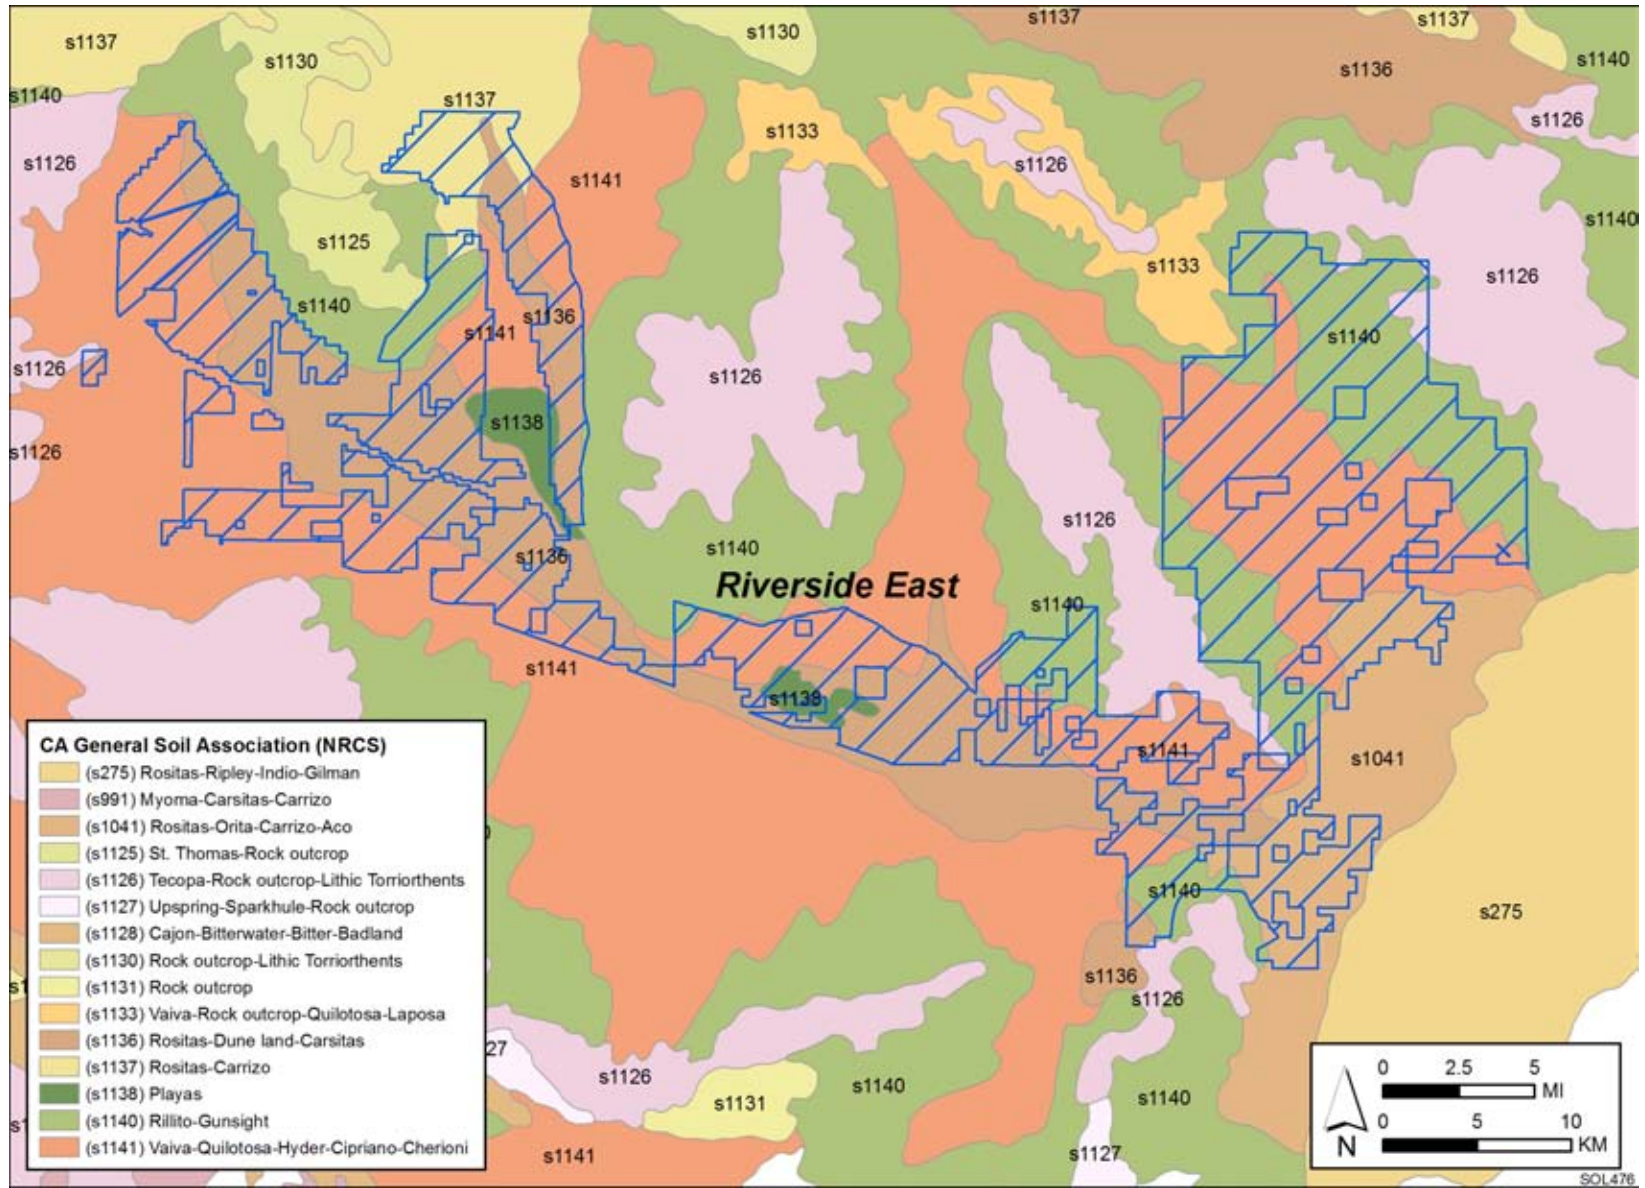 s1137
s1130
s1130
s1137
s1137
s1140
s1136
s1140
s1137
s1133
s1126
s1126
s1126
s1141
s1140
s1125
s1133
s1126
s1140
s1136
s1141
s1140
s1126
s1126
s1138
s1126
s1126
s1140
s1136
Riverside East
s1140
s1141
s1138
s1141
s1041
s1140
s275
s1136
s1126
CA General Soil Association (NRCS)
(s275) Rositas-Ripley-Indio-Gilman
(s991) Myoma-Carsitas-Carrizo
(s1041) Rositas-Orita-Carrizo-Aco
(s1125) St. Thomas-Rock outcrop
(s1126) Tecopa-Rock outcrop-Lithic Torriorthents
(s1127) Upspring-Sparkhule-Rock outcrop
(s1128) Cajon-Bitterwater-Bitter-Badland
(s1130) Rock outcrop-Lithic Torriorthents
(s1131) Rock outcrop
(s1133) Vaiva-Rock outcrop-Quilotosa-Laposa
(s1136) Rositas-Dune land-Carsitas
(s1137) Rositas-Carrizo
(s1138) Playas
(s1140) Rillito-Gunsight
(s1141) Vaiva-Quilotosa-Hyder-Cipriano-Cherioni
27
s1126
s1131
s1140
s1140
s1141
s1127
0 2.5 5
MI
0 5 10
KM
N
SOL476